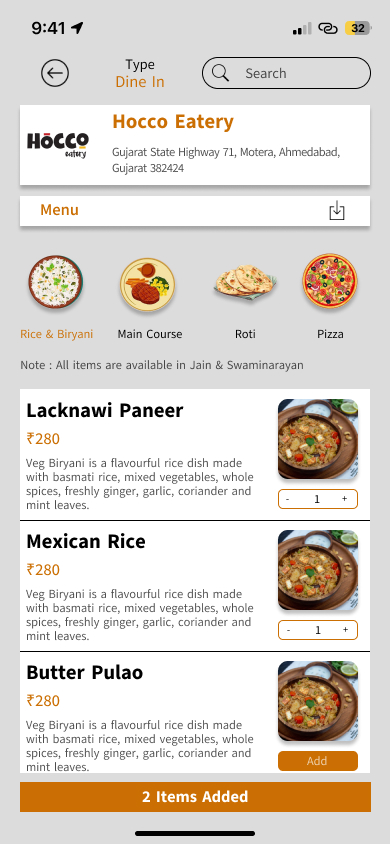 9:41
32
Type
Dine In
Search
HOCCO
eatery
Hocco Eatery
Gujarat State Highway 71, Motera, Ahmedabad,
Gujarat 382424
Menu
Rice & Biryani
Main Course
Roti
Pizza
Note : All items are available in Jain & Swaminarayan
Lacknawi Paneer
₹280
Veg Biryani is a flavourful rice dish made
with basmati rice, mixed vegetables, whole
spices, freshly ginger, garlic, coriander and
mint leaves.
- 1 +
Mexican Rice
₹280
Veg Biryani is a flavourful rice dish made
with basmati rice, mixed vegetables, whole
spices, freshly ginger, garlic, coriander and
mint leaves.
- 1 +
Butter Pulao
₹280
Veg Biryani is a flavourful rice dish made
with basmati rice, mixed vegetables, whole
spices, freshly ginger, garlic, coriander and
mint leaves.
Add
2 Items Added